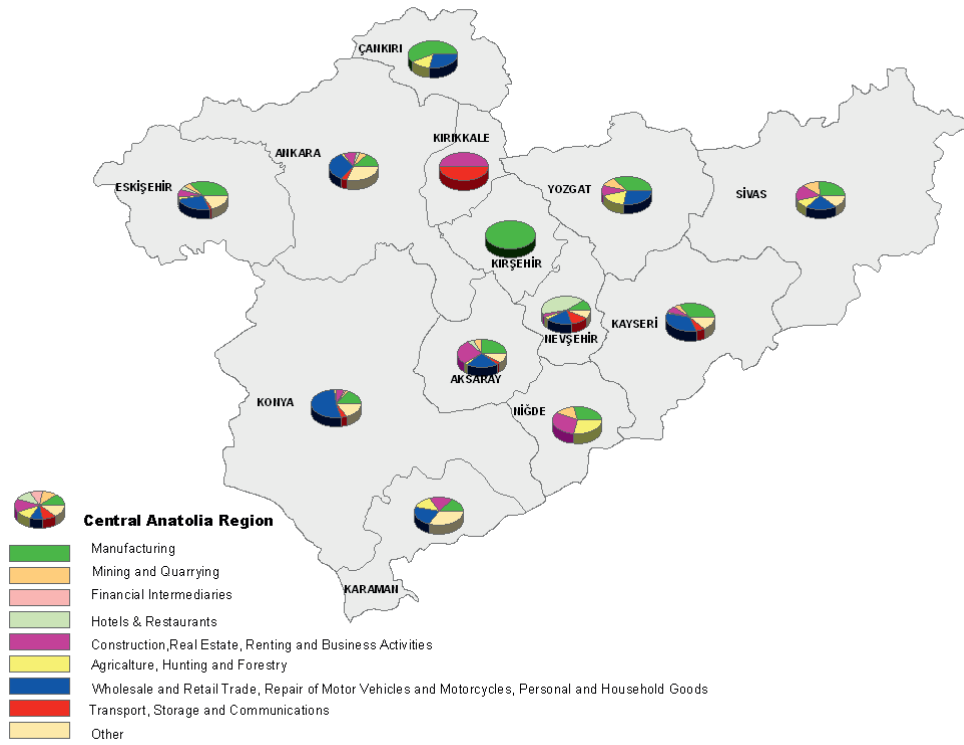 ÇANKIRI
KIRIKKALE
ANKARA
ESKİŞEHİR
YOZGAT
SİVAS
KIRŞEHİR
KAYSERİ
NEVŞEHİR
AKSARAY
KONYA
NİĞDE
Central Anatolia Region
Manufacturing
Mining and Quarrying
Financial Intermediaries
KARAMAN
Hotels & Restaurants
Construction,Real Estate, Renting and Business Activities
Agricalture, Hunting and Forestry
Wholesale and Retail Trade, Repair of Motor Vehicles and Motorcycles, Personal and Household Goods
Transport, Storage and Communications
Other